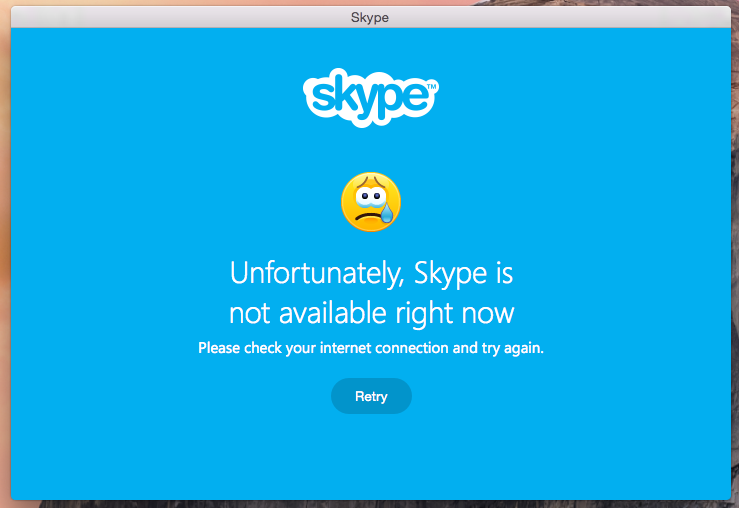 Skype
skype™
Unfortunately, Skype is
not available right now
Please check your internet connection and try again.
Retry